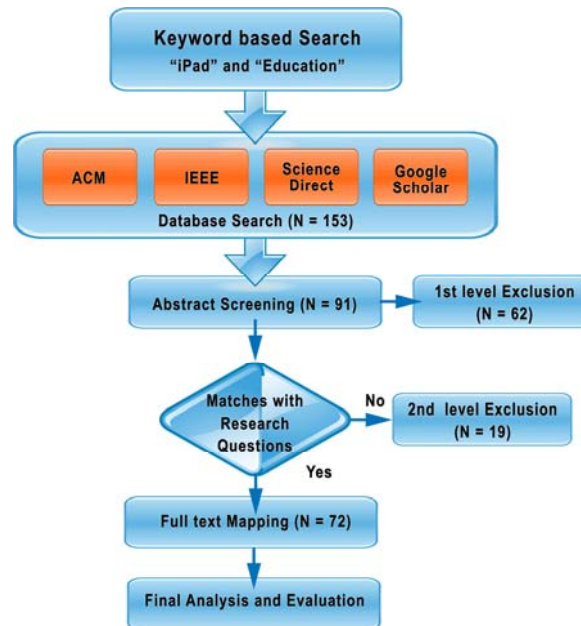 Keyword based Search
“iPad” and “Education”
ACM
IEEE
Science
Direct
Google
Scholar
Database Search (N = 153)
Abstract Screening (N = 91)
1st level Exclusion
(N = 62)
Matches with
Research
Questions
No
2nd level Exclusion
(N = 19)
Yes
Full text Mapping (N = 72)
Final Analysis and Evaluation